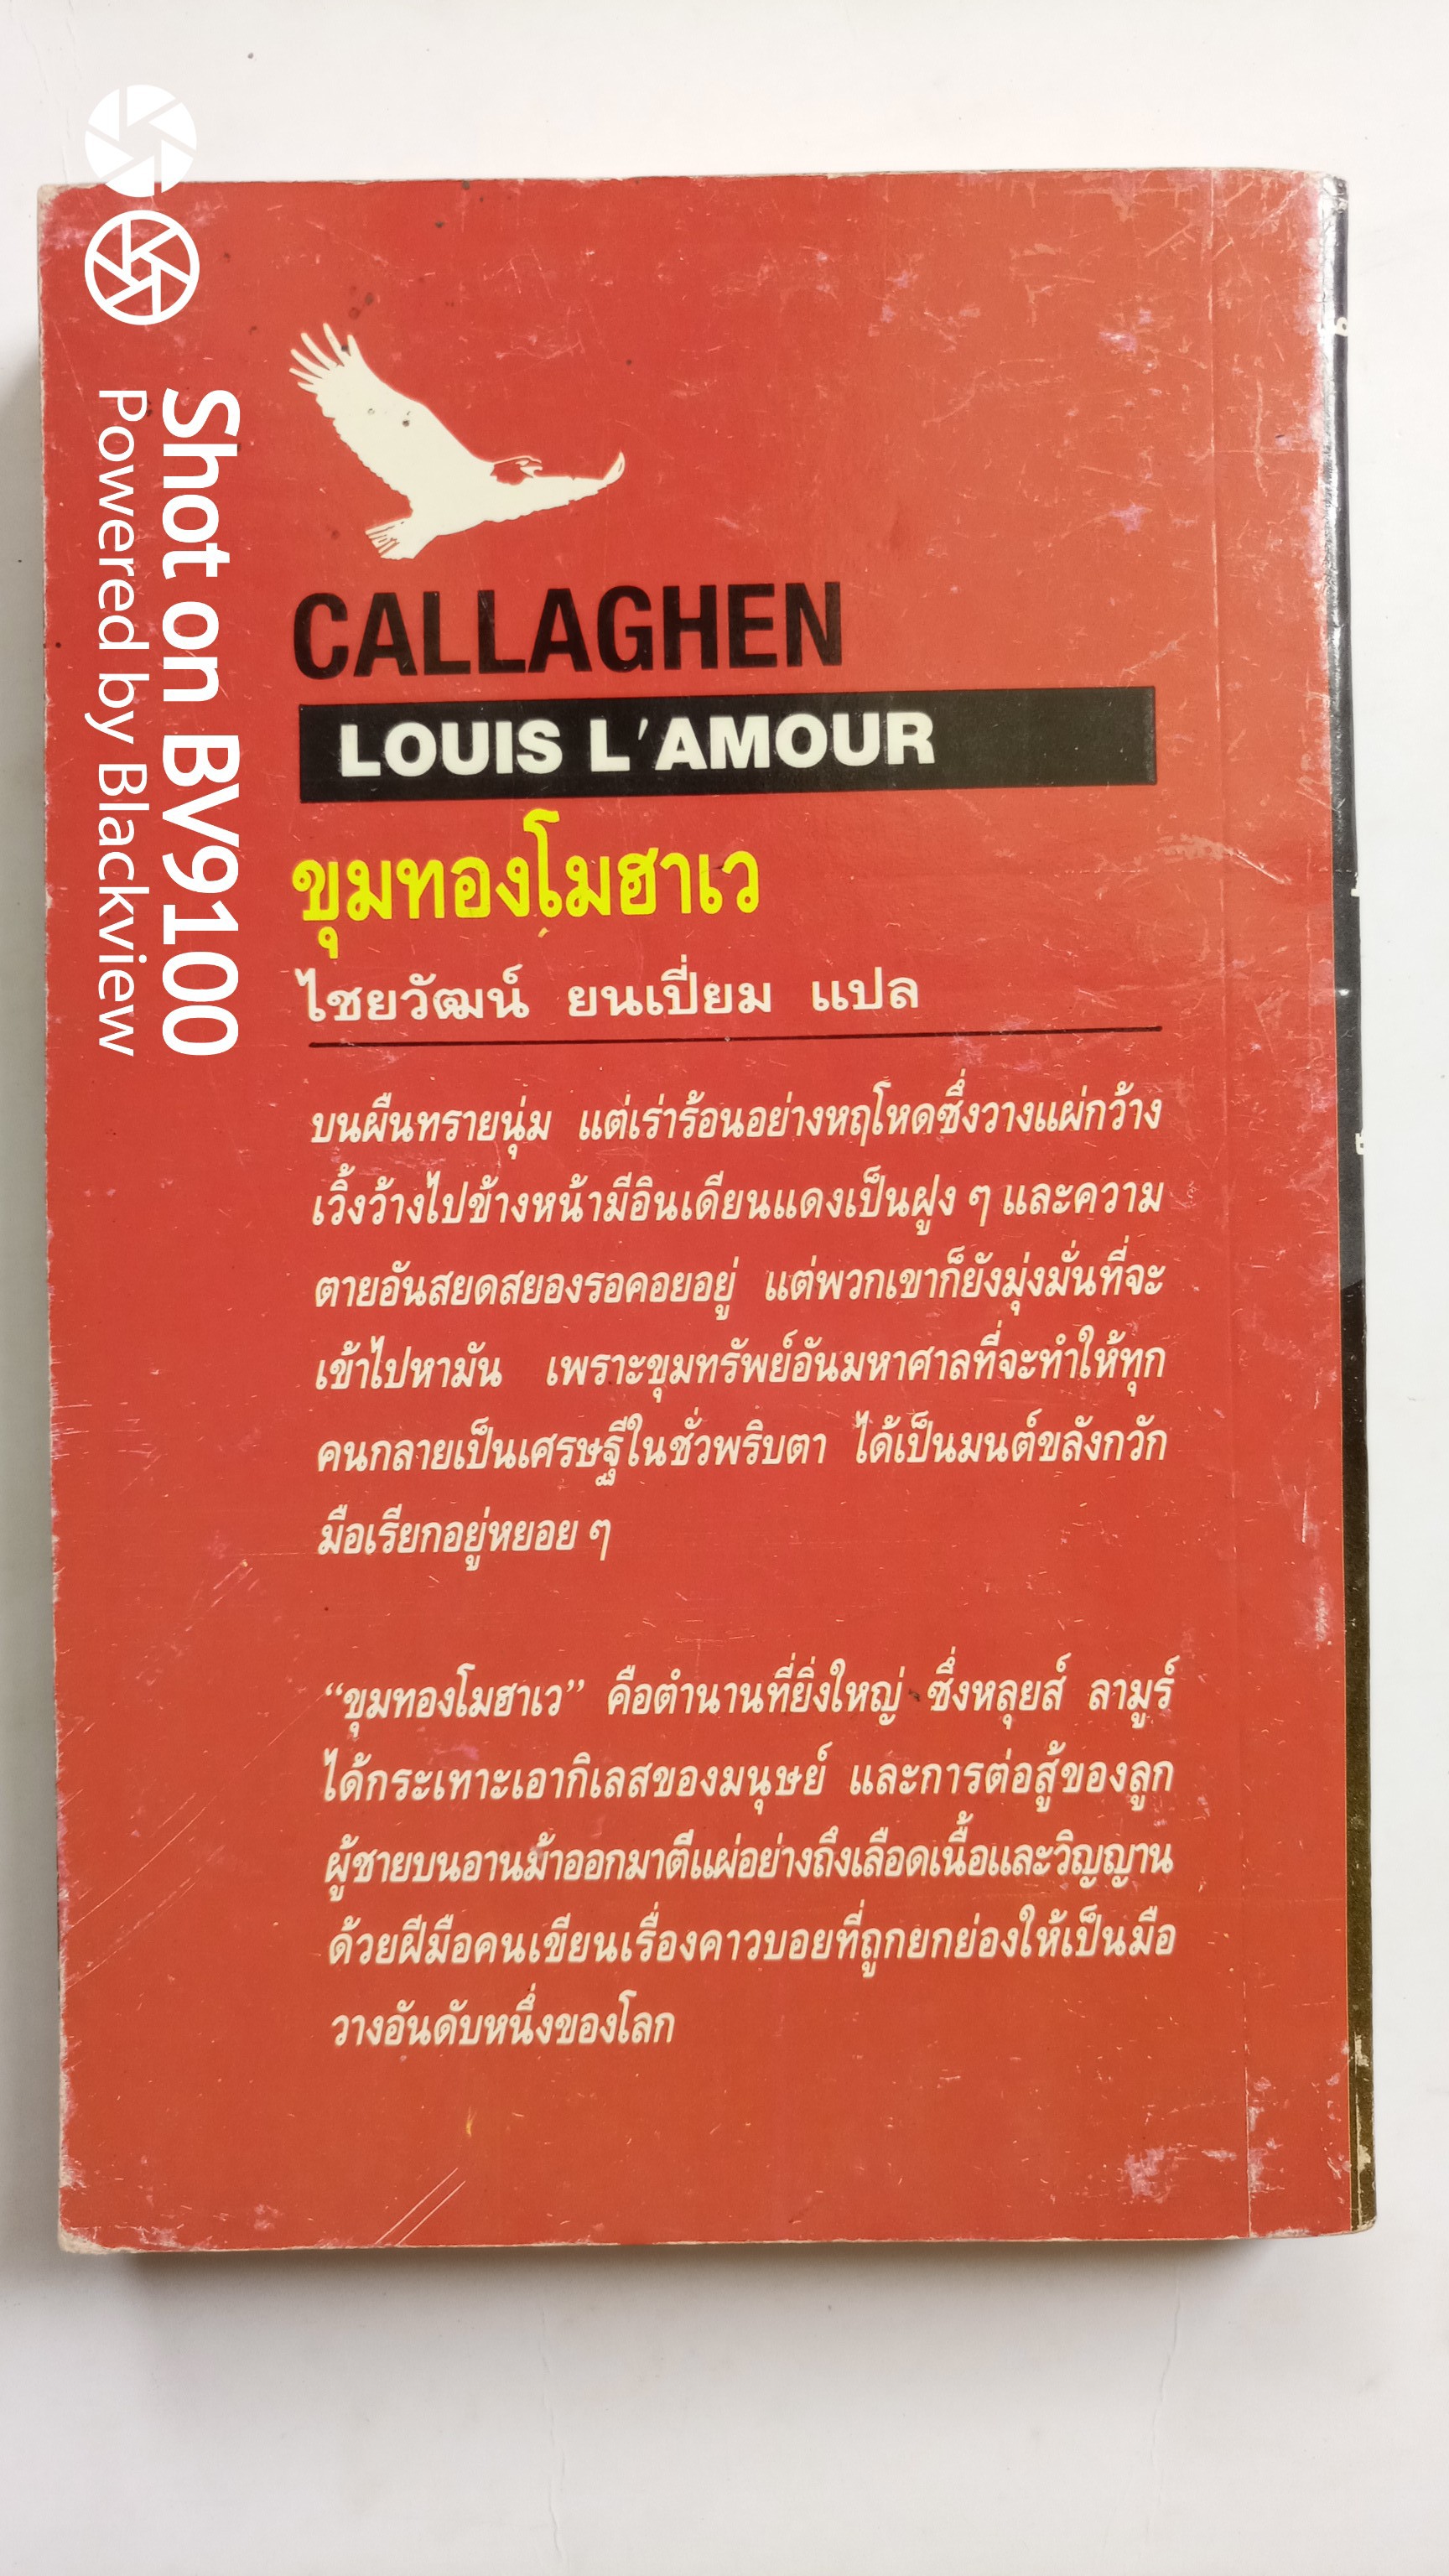 Shot on BV9100
Powered by Blackview
CALLAGHEN
LOUIS L'AMOUR
ขุมทองโมฮาเว
ไชยวัฒน์ ยนเปี่ยม แปล
บนผืนทรายนุ่ม แต่เร่าร้อนอย่างหฤโหดซึ่งวางแผ่กว้าง
เวิ้งว้างไปข้างหน้ามีอินเดียนแดงเป็นฝูง ๆ และความ
ตายอันสยดสยองรอคอยอยู่ แต่พวกเขาก็ยังมุ่งมั่นที่จะ
เข้าไปหามัน เพราะขุมทรัพย์อันมหาศาลที่จะทำให้ทุก
คนกลายเป็นเศรษฐีในชั่วพริบตา ได้เป็นมนต์ขลังกวัก
มือเรียกอยู่หยอย ๆ
“ขุมทองโมฮาเว” คือตำนานที่ยิ่งใหญ่ ซึ่งหลุยส์ ลามูร์
ได้กระเทาะเอากิเลสของมนุษย์ และการต่อสู้ของลูก
ผู้ชายบนอานม้าออกมาตีแผ่อย่างถึงเลือดเนื้อและวิญญาน
ด้วยฝีมือคนเขียนเรื่องคาวบอยที่ถูกยกย่องให้เป็นมือ
วางอันดับหนึ่งของโลก